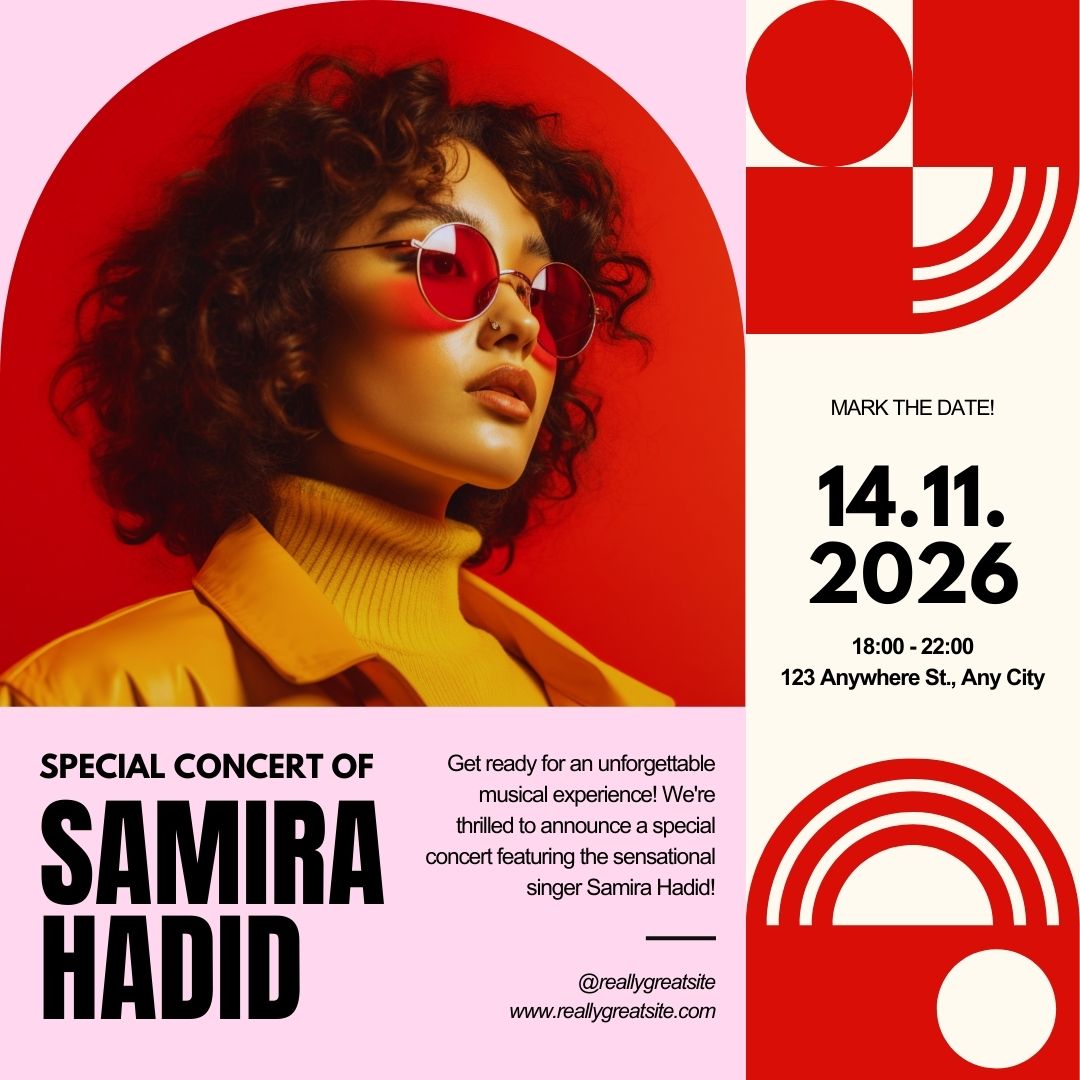 MARK THE DATE!
14.11.
2026
18:00 - 22:00
123 Anywhere St., Any City
SPECIAL CONCERT OF
SAMIRA
HADID
Get ready for an unforgettable
musical experience! We're
thrilled to announce a special
concert featuring the sensational
singer Samira Hadid!
@reallygreatsite
www.reallygreatsite.com